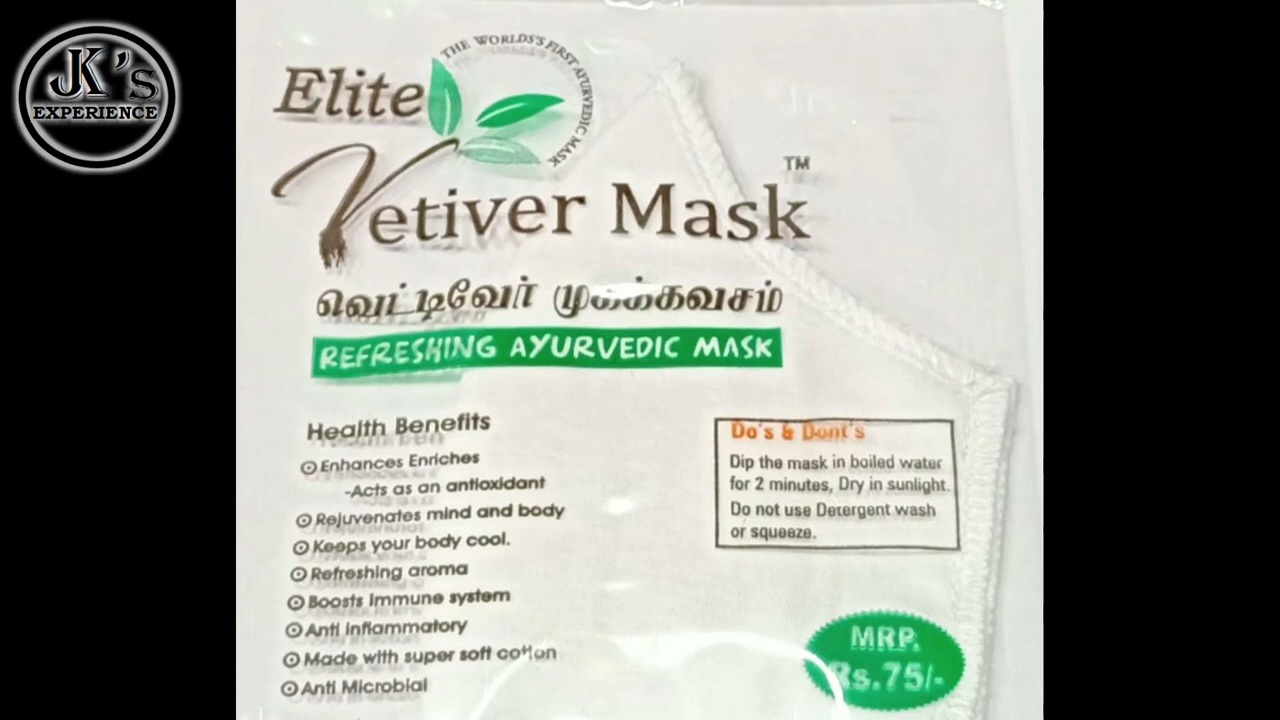 JK's
EXPERIENCE
THE WORLDS'S FIRST AYURVEDIC MASK
Elite
Vetiver Mask™
வெட்டிவேர் முகக்கவசம்
REFRESHING AYURVEDIC MASK
Health Benefits
Enhances Enriches
-Acts as an antioxidant
Rejuvenates mind and body
Keeps your body cool.
Refreshing aroma
Boosts Immune system
Anti Inflammatory
Made with super soft cotton
Anti Microbial
Do's & Dont's
Dip the mask in boiled water
for 2 minutes, Dry in sunlight.
Do not use Detergent wash
or squeeze.
MRP.
Rs.75/-